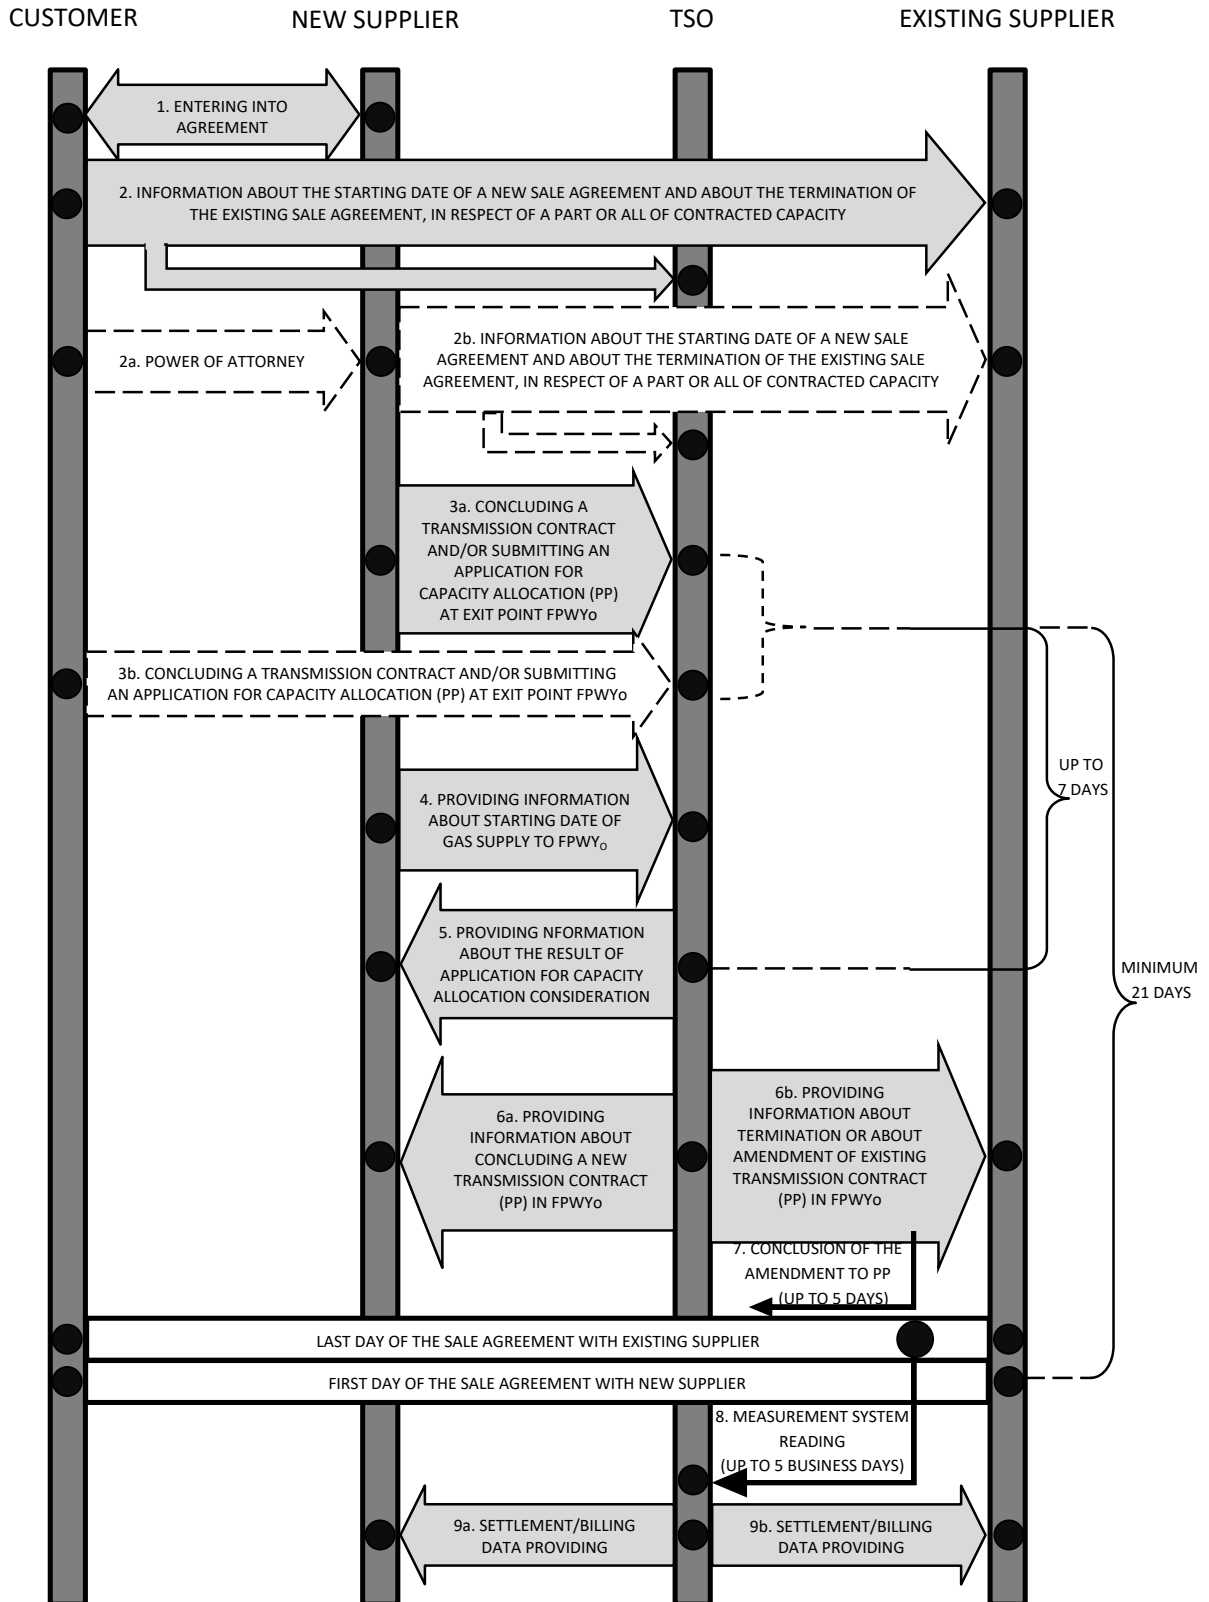 CUSTOMER
NEW SUPPLIER
TSO
EXISTING SUPPLIER
1. ENTERING INTO
AGREEMENT
2. INFORMATION ABOUT THE STARTING DATE OF A NEW SALE AGREEMENT AND ABOUT THE TERMINATION OF
THE EXISTING SALE AGREEMENT, IN RESPECT OF A PART OR ALL OF CONTRACTED CAPACITY
2a. POWER OF ATTORNEY
2b. INFORMATION ABOUT THE STARTING DATE OF A NEW SALE
AGREEMENT AND ABOUT THE TERMINATION OF THE EXISTING SALE
AGREEMENT, IN RESPECT OF A PART OR ALL OF CONTRACTED CAPACITY
3a. CONCLUDING A
TRANSMISSION CONTRACT
AND/OR SUBMITTING AN
APPLICATION FOR
CAPACITY ALLOCATION (PP)
AT EXIT POINT FPWYo
3b. CONCLUDING A TRANSMISSION CONTRACT AND/OR SUBMITTING
AN APPLICATION FOR CAPACITY ALLOCATION (PP) AT EXIT POINT FPWYo
UP TO
7 DAYS
4. PROVIDING INFORMATION
ABOUT STARTING DATE OF
GAS SUPPLY TO FPWYO
5. PROVIDING NFORMATION
ABOUT THE RESULT OF
APPLICATION FOR CAPACITY
ALLOCATION CONSIDERATION
MINIMUM
21 DAYS
6a. PROVIDING
INFORMATION ABOUT
CONCLUDING A NEW
TRANSMISSION CONTRACT
(PP) IN FPWYo
6b. PROVIDING
INFORMATION ABOUT
TERMINATION OR ABOUT
AMENDMENT OF EXISTING
TRANSMISSION CONTRACT
(PP) IN FPWYo
7. CONCLUSION OF THE
AMENDMENT TO PP
(UP TO 5 DAYS)
LAST DAY OF THE SALE AGREEMENT WITH EXISTING SUPPLIER
FIRST DAY OF THE SALE AGREEMENT WITH NEW SUPPLIER
8. MEASUREMENT SYSTEM
READING
(UP TO 5 BUSINESS DAYS)
9a. SETTLEMENT/BILLING
DATA PROVIDING
9b. SETTLEMENT/BILLING
DATA PROVIDING